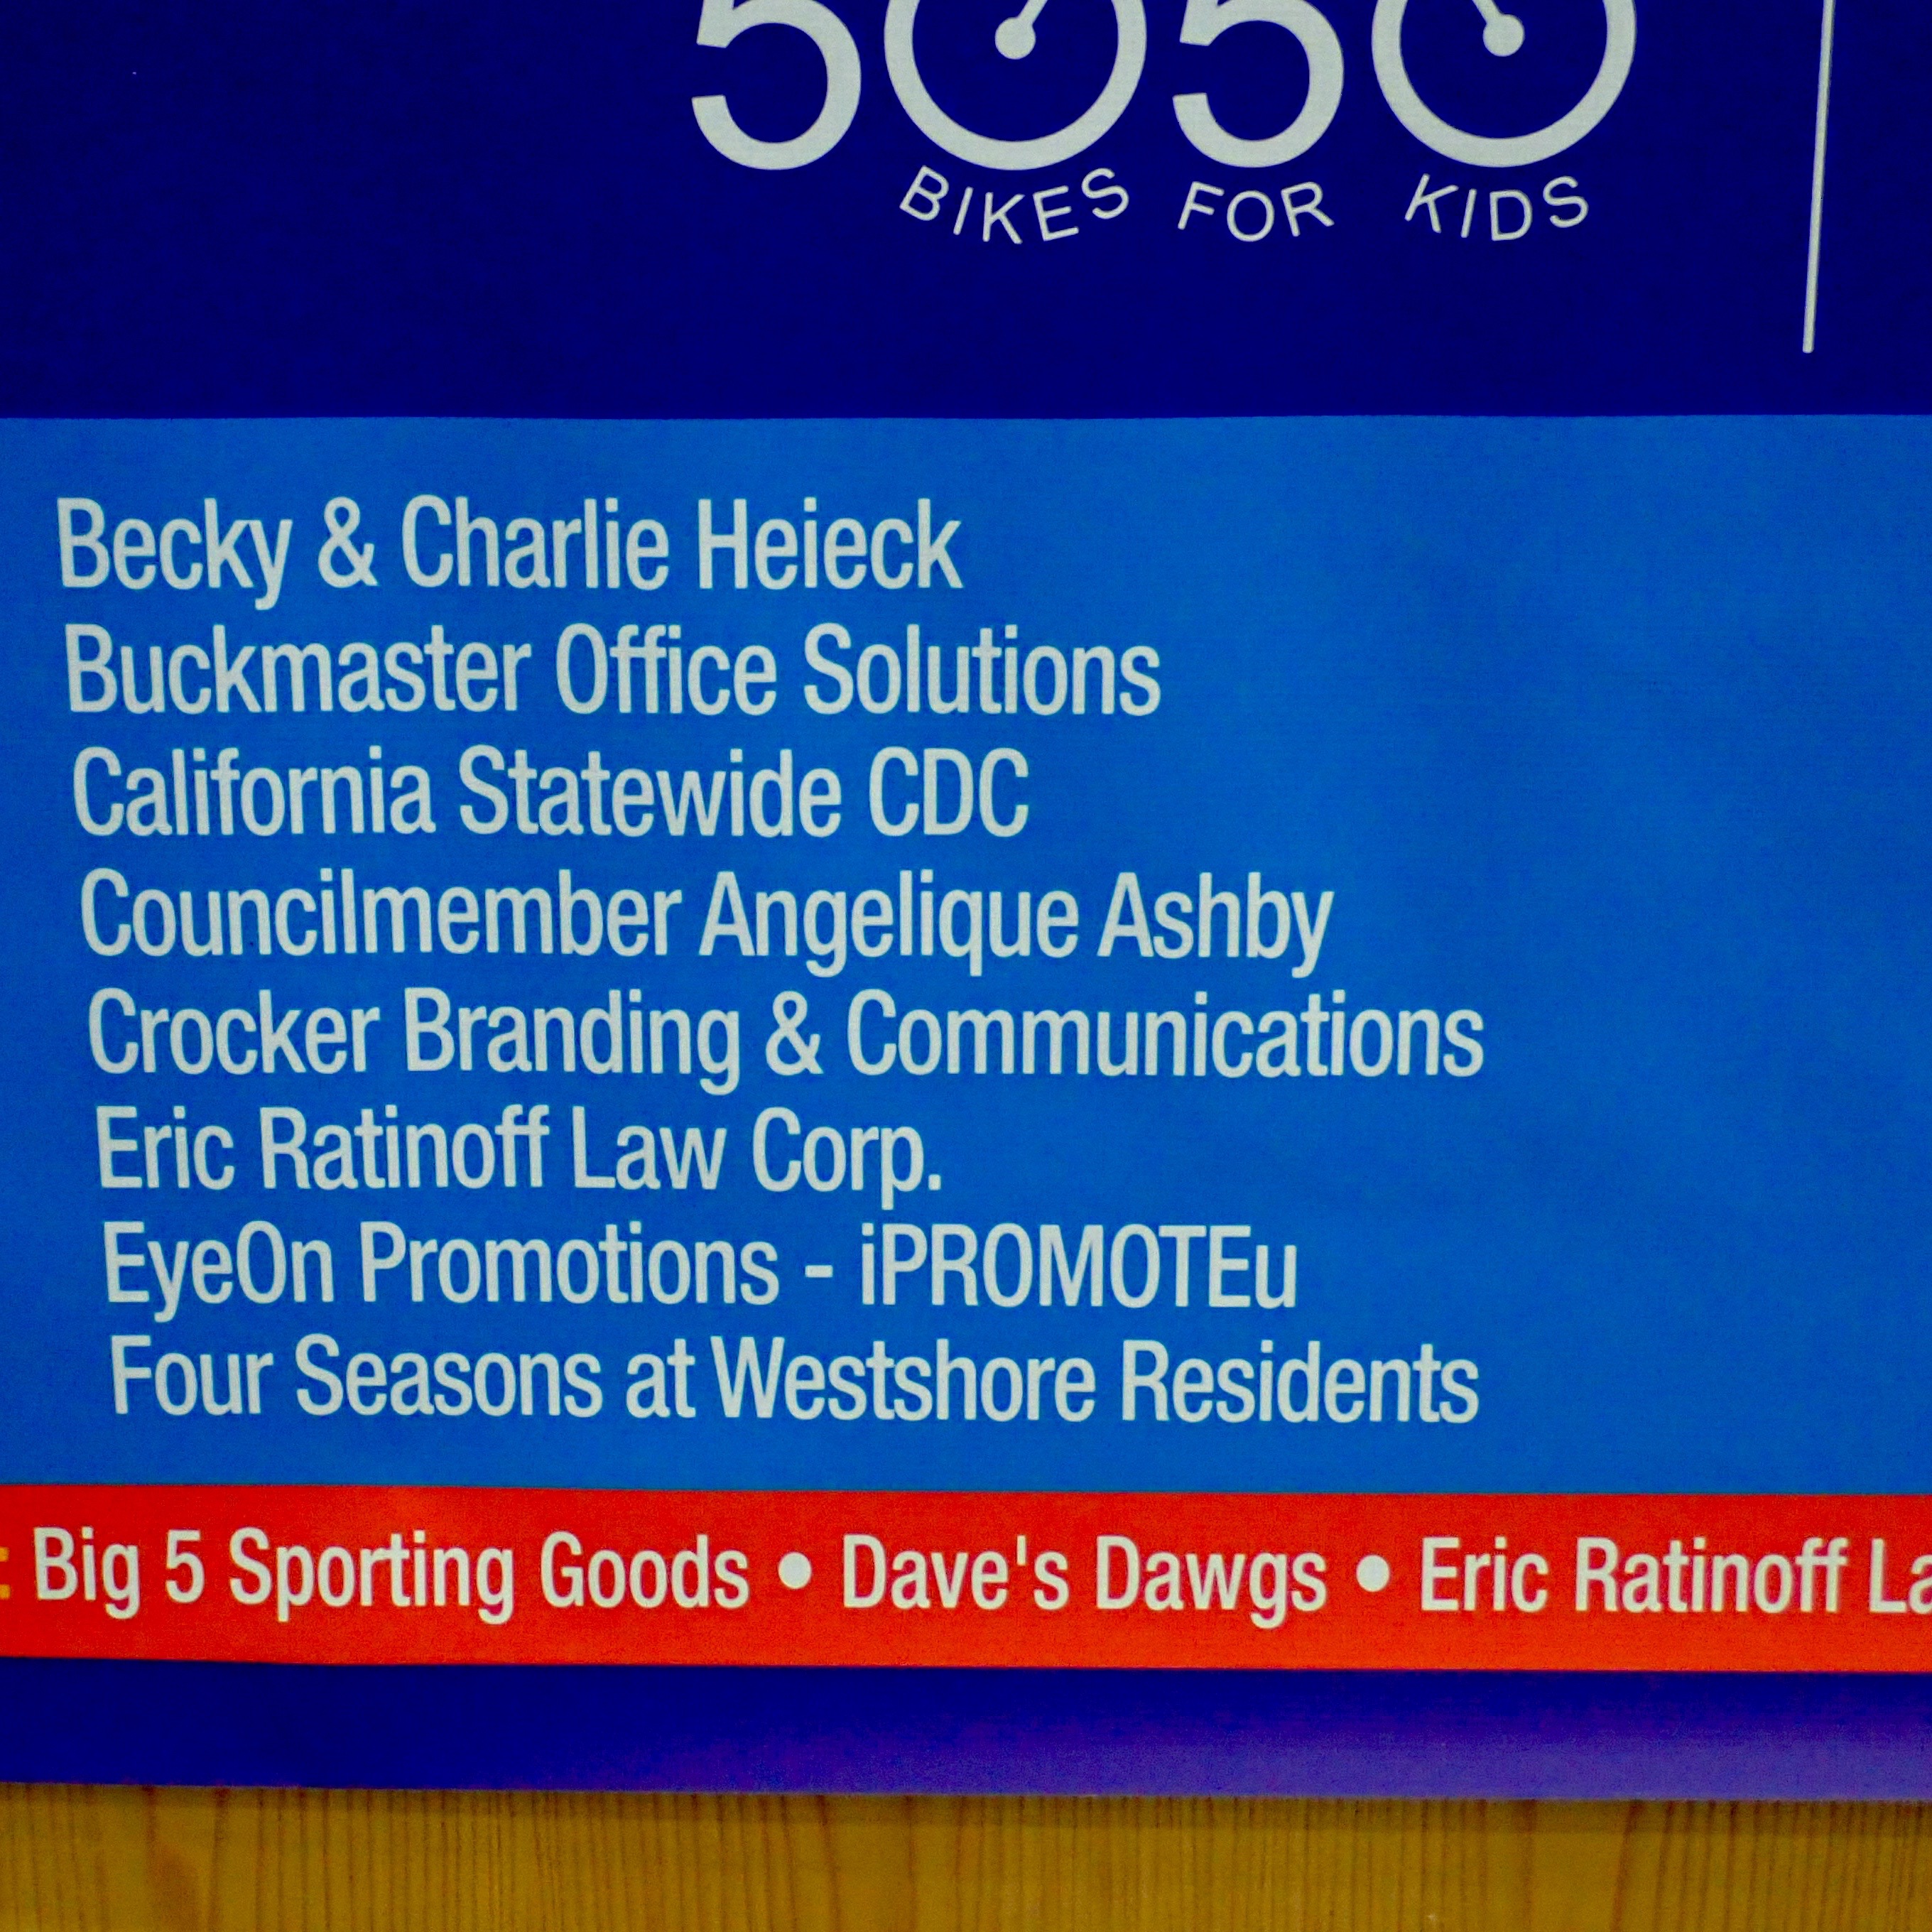 5050
BIKES FOR KIDS
Becky & Charlie Heieck
Buckmaster Office Solutions
California Statewide CDC
Councilmember Angelique Ashby
Crocker Branding & Communications
Eric Ratinoff Law Corp.
EyeOn Promotions - iPROMOTEu
Four Seasons at Westshore Residents
: Big 5 Sporting Goods • Dave's Dawgs • Eric Ratinoff La